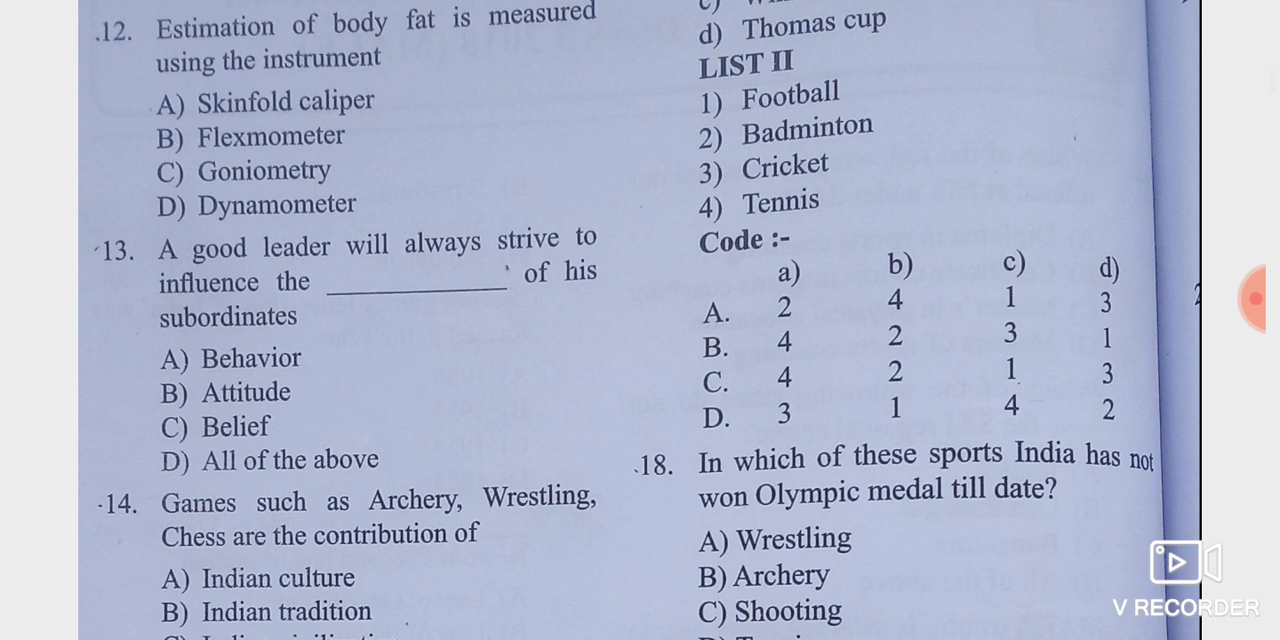 .12. Estimation of body fat is measured
using the instrument
A) Skinfold caliper
B) Flexmometer
C) Goniometry
D) Dynamometer
13. A good leader will always strive to
influence the ____________ of his
subordinates
A) Behavior
B) Attitude
C) Belief
D) All of the above
14. Games such as Archery, Wrestling,
Chess are the contribution of
A) Indian culture
B) Indian tradition
d) Thomas cup
LIST II
1) Football
2) Badminton
3) Cricket
4) Tennis
Code :-
a) b) c) d)
A. 2 4 1 3
B. 4 2 3 1
C. 4 2 1 3
D. 3 1 4 2
18. In which of these sports India has not
won Olympic medal till date?
A) Wrestling
B) Archery
C) Shooting
V RECORDER